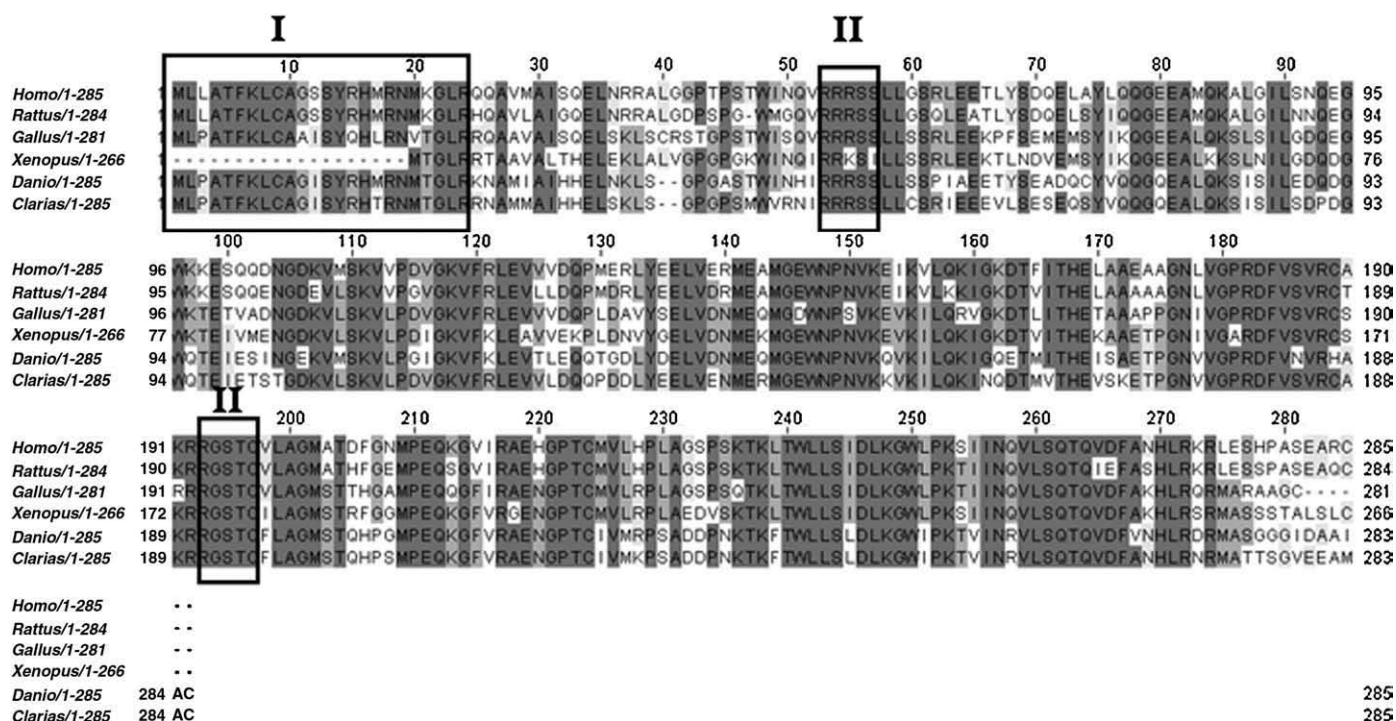 I II
10 20 30 40 50 60 70 80 90
Homo/1-285 1 MLLATFKLCAGSSYRHMRNMKGLRQQAVMAISQELNRRALGGPTPSTWINQVRRRSSLLGSRLEETLYSDQELAYLQQGEEAMQKALGILSNQEG 95
Rattus/1-284 1 MLLATFKLCAGSSYRHMRNMKGLRHQAVLAIGQELNRRALGDPSPG-WMGQVRRRSSLLGSQLEATLYSDQELSYIQQGEEAMQKALGILNNQEG 94
Gallus/1-281 1 MLPATFKLCAAISYQHLRNVTGLRRQAAVAISQELSKLSCRSTGPSTWISQVRRRSSLLSSRLEEKPFSEMEMSYIKQGEEALQKSLSILGDQEG 95
Xenopus/1-266 1 -------------------MTGLRRTAAVALTHELEKLALVGPGPGKWINQIRRKSILLSSRLEEKTLNDVEMSYIKQGEEALKKSLNILGDQDG 76
Danio/1-285 1 MLPATFKLCAGISYRHMRNMTGLRKNAMIAIHHELNKLS--GPGASTWINHIRRRSSLLSSPIAEETYSEADQCYVQQGQEALQKSISILEDQDG 93
Clarias/1-285 1 MLPATFKLCAGISYRHTRNMTGLRRNAMMAIHHELSKLS--GPGPSMWVRNIRRRSSLLCSRIEEEVLSESEQSYVQQGQEALQKSISILSDPDG 93
100 110 120 130 140 150 160 170 180
Homo/1-285 96 WKKESQQDNGDKVMSKVVPDVGKVFRLEVVVDQPMERLYEELVERMEAMGEWNPNVKEIKVLQKIGKDTFITHELAAEAAGNLVGPRDFVSVRCA 190
Rattus/1-284 95 WKKESQQENGDEVLSKVVPGVGKVFRLEVLLDQPMDRLYEELVDRMEAMGEWNPNVKEIKVLKKIGKDTVITHELAAAAAGNLVGPRDFVSVRCT 189
Gallus/1-281 96 WKTETVADNGDKVLSKVLPDVGKVFRLEVVVDQPLDAVYSELVDNMEQMGDWNPSVKEVKILQRVGKDTLITHETAAAPPGNIVGPRDFVSVRCS 190
Xenopus/1-266 77 WKTEIVMENGDKVLSKVLPDIGKVFKLEAVVEKPLDNVYGELVDNMEKMGEWNPNVKEVKILQKIGKDTVITHEKAAETPGNIVGARDFVSVRCS 171
Danio/1-285 94 WQTEIESINGEKVMSKVLPGIGKVFKLEVTLEQQTGDLYDELVDNMEQMGEWNPNVKQVKILQKIGQETMITHEISAETPGNVVGPRDFVNVRHA 188
Clarias/1-285 94 WQTEIETSTGDKVLSKVLPDVGKVFRLEVVLDQQPDDLYEELVENMERMGEWNPNVKKVKILQKINQDTMVTHEVSKETPGNVVGPRDFVSVRCA 188
II
200 210 220 230 240 250 260 270 280
Homo/1-285 191 KRRGSTCVLAGMATDFGNMPEQKGVIRAEHGPTCMVLHPLAGSPSKTKLTWLLSIDLKGWLPKSIINQVLSQTQVDFANHLRKRLESHPASEARC 285
Rattus/1-284 190 KRRGSTCVLAGMATHFGEMPEQSGVIRAEHGPTCMVLHPLAGSPSKTKLTWLLSIDLKGWLPKTIINQVLSQTQIEFASHLRKRLESSPASEAQC 284
Gallus/1-281 191 RRRGSTCVLAGMSTTHGAMPEQQGFIRAENGPTCMVLRPLAGSPSQTKLTWLLSIDLKGWLPKTIINQVLSQTQVDFAKHLRQRMARAAGC---- 281
Xenopus/1-266 172 KRRGSTCILAGMSTRFGGMPEQKGFVRGENGPTCMVLRPLAEDVSKTKLTWLLSIDLKGWLPKSIINQVLSQTQVDFAKHLRSRMASSSTALSLC 266
Danio/1-285 189 KRRGSTCFLAGMSTQHPGMPEQKGFVRAENGPTCIVMRPSADDPNKTKFTWLLSLDLKGWIPKTVINRVLSQTQVDFVNHLRDRMASGGGIDAAI 283
Clarias/1-285 189 KRRGSTCFLAGMSTQHPSMPEQKGFVRAENGPTCIVMKPSADDPNKTKLTWLLSLDLKGWIPKTVINRVLSQTQVDFANHLRNRMATTSGVEEAM 283
Homo/1-285 --
Rattus/1-284 --
Gallus/1-281 --
Xenopus/1-266 --
Danio/1-285 284 AC 285
Clarias/1-285 284 AC 285